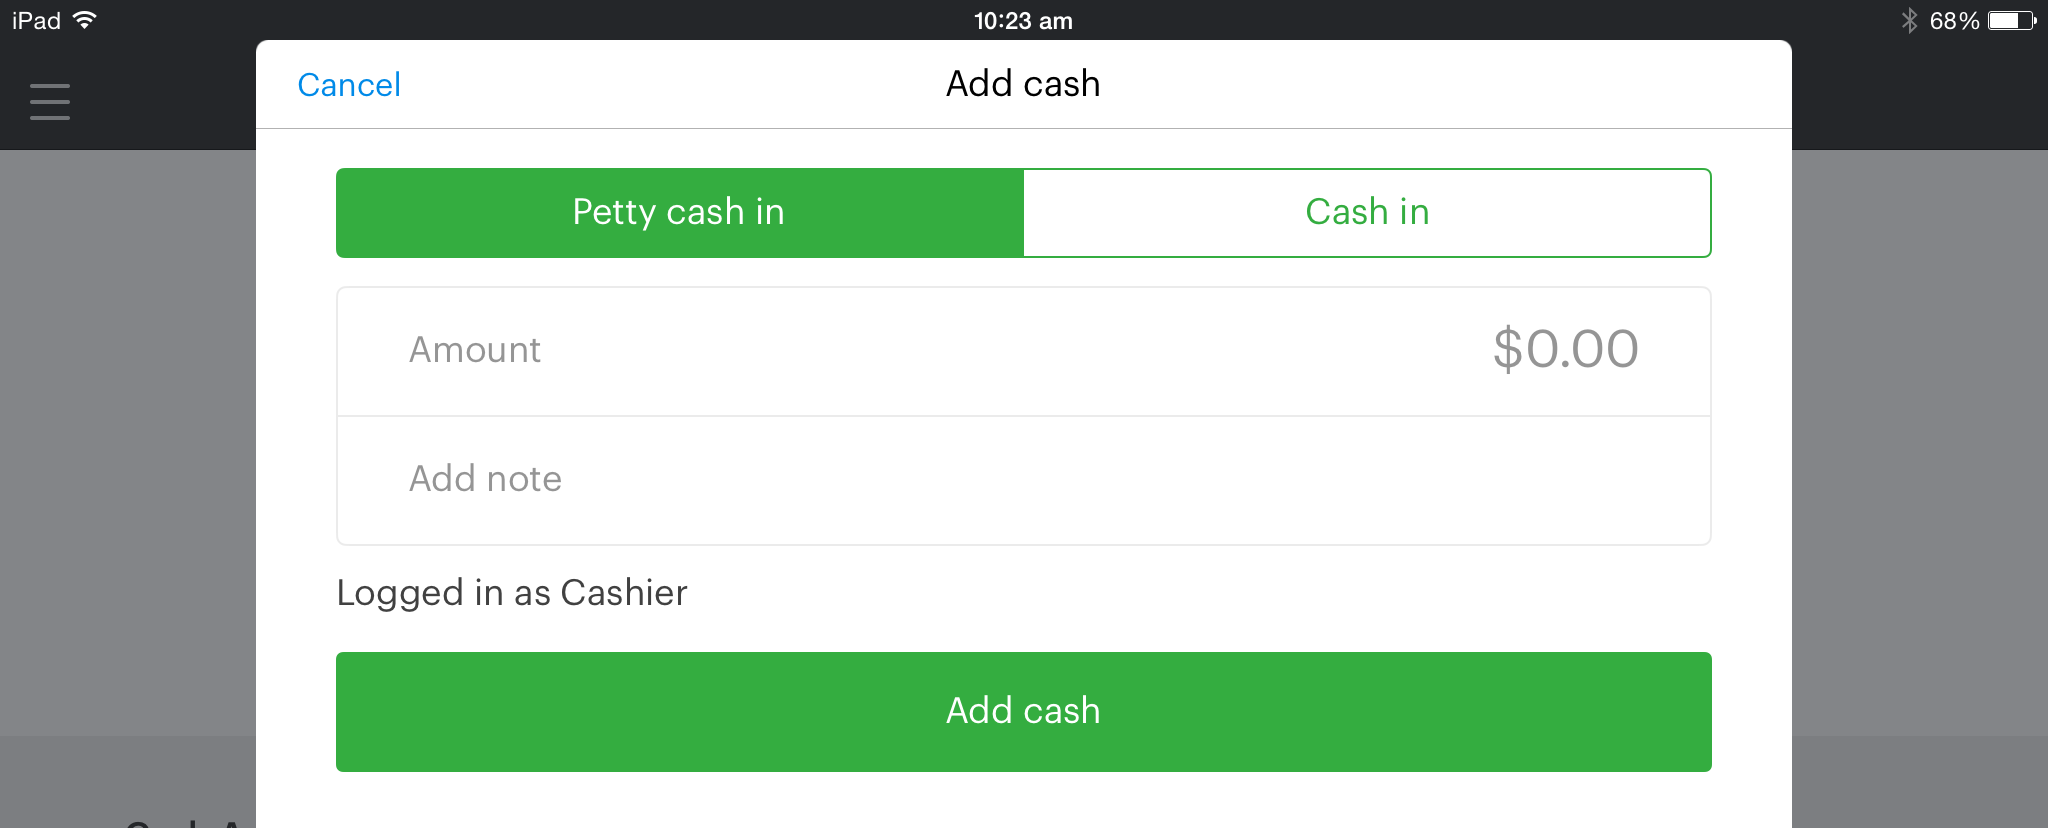 iPad 10:23 am 68%
Cancel Add cash
Petty cash in Cash in
Amount $0.00
Add note
Logged in as Cashier
Add cash